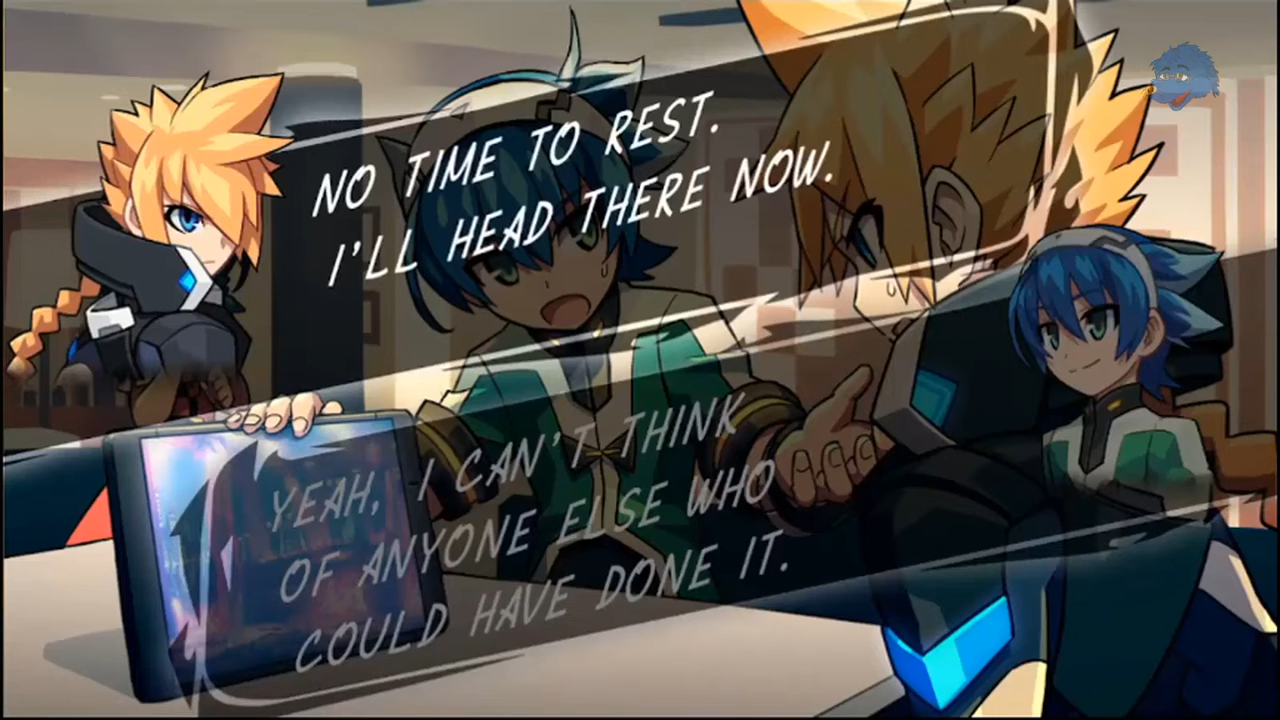 NO TIME TO REST.
I'LL HEAD THERE NOW.
YEAH, I CAN'T THINK
OF ANYONE ELSE WHO
COULD HAVE DONE IT.